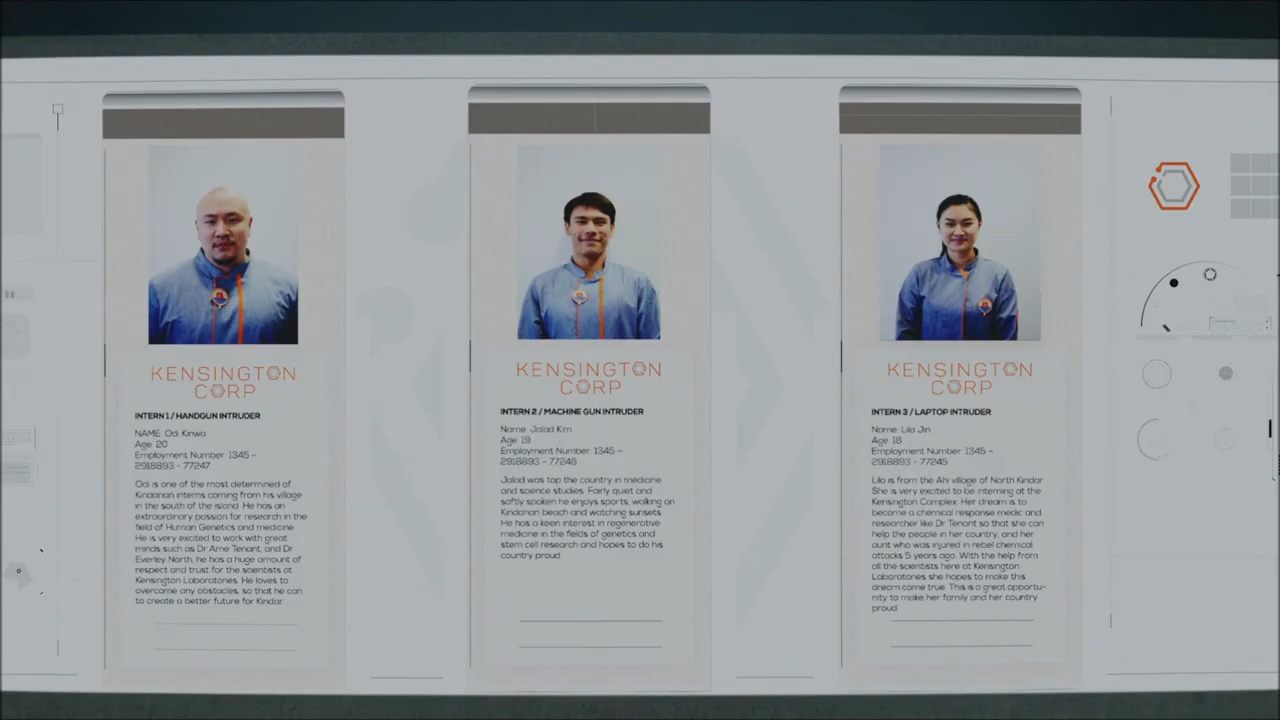 KENSINGTON
CORP
INTERN 1 / HANDGUN INTRUDER
NAME: Odi Kinwo
Age: 20
Employment Number: 1345 -
2918893 - 77247
Odi is one of the most determined of
Kindarian interns coming from his village
in the south of the island. He has an
extraordinary passion for research in the
field of Human Genetics and medicine.
He is very excited to work with great
minds such as Dr Arne Tenant, and Dr
Everley North, he has a huge amount of
respect and trust for the scientists at
Kensington Laboratories. He loves to
overcome any obstacles, so that he can
to create a better future for Kindar.
KENSINGTON
CORP
INTERN 2 / MACHINE GUN INTRUDER
Name: Jalad Kim
Age: 19
Employment Number: 1345 -
2918893 - 77246
Jalad was top the country in medicine
and science studies. Fairly quiet and
softly spoken he enjoys sports, walking on
Kindarian beach and watching sunsets.
He has a keen interest in regenerative
medicine in the fields of genetics and
stem cell research and hopes to do his
country proud.
KENSINGTON
CORP
INTERN 3 / LAPTOP INTRUDER
Name: Lila Jin
Age: 18
Employment Number: 1345 -
2918893 - 77245
Lila is from the Ahi village of North Kindar.
She is very excited to be interning at the
Kensington Complex. Her dream is to
become a chemical response medic and
researcher like Dr Tenant so that she can
help the people in her country, and her
aunt who was injured in rebel chemical
attacks 5 years ago. With the help from
all the scientists here at Kensington
Laboratories she hopes to make this
dream come true. This is a great opportu-
nity to make her family and her country
proud.